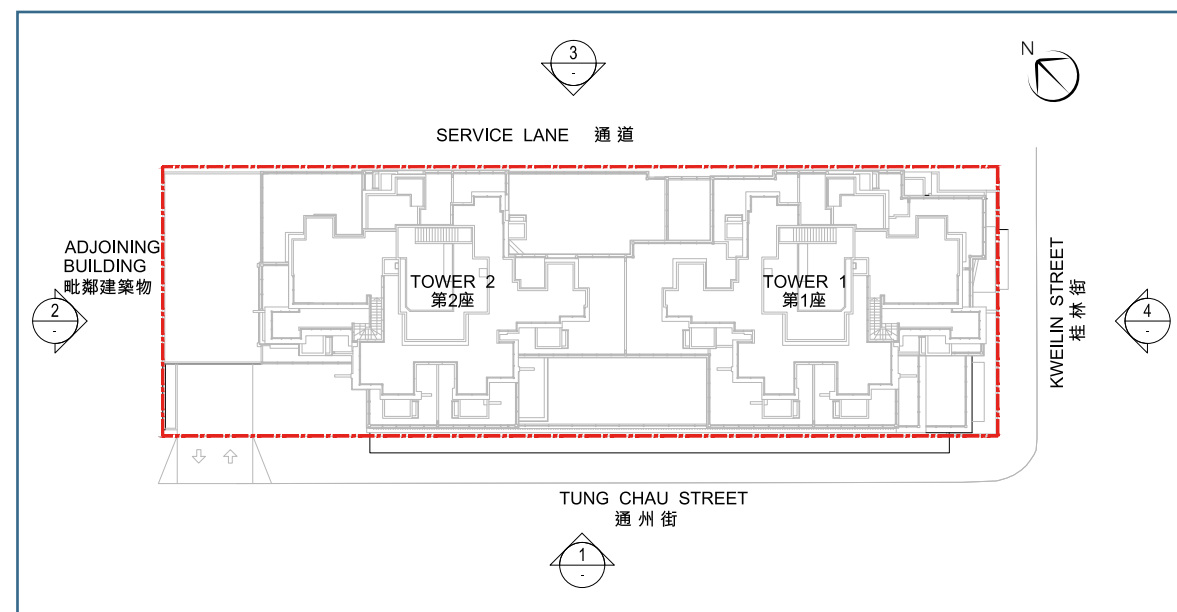 3
-
N
SERVICE LANE 通道
ADJOINING
BUILDING
毗鄰建築物
2
-
TOWER 2
第2座
TOWER 1
第1座
KWEILIN STREET
桂林街
4
-
TUNG CHAU STREET
通州街
1
-